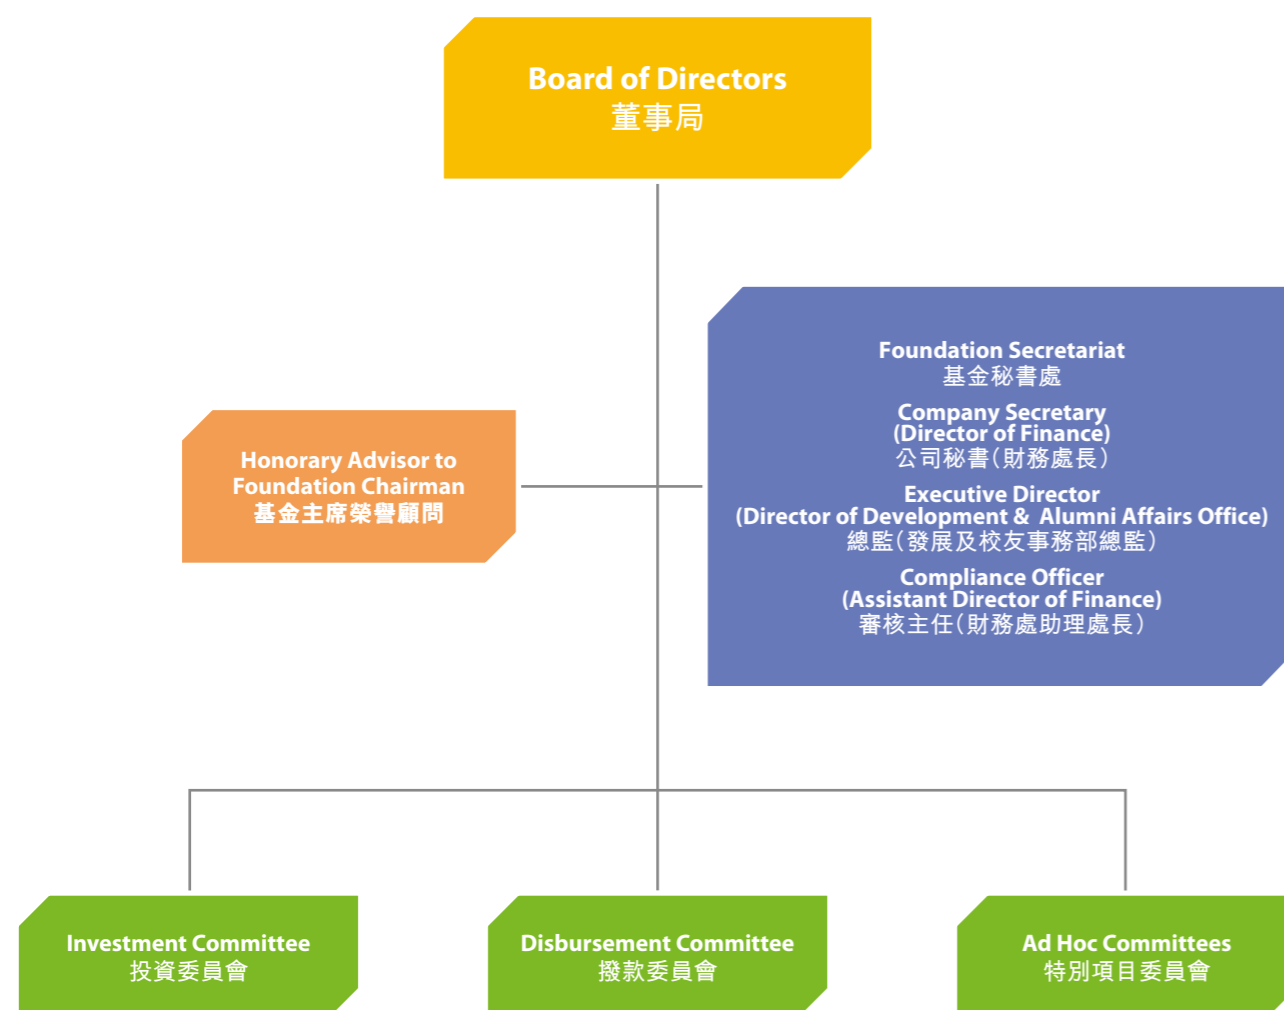 Board of Directors
董事局
Honorary Advisor to
Foundation Chairman
基金主席榮譽顧問
Foundation Secretariat
基金秘書處
Company Secretary
(Director of Finance)
公司秘書（財務處長）
Executive Director
(Director of Development & Alumni Affairs Office)
總監（發展及校友事務部總監）
Compliance Officer
(Assistant Director of Finance)
審核主任（財務處助理處長）
Investment Committee
投資委員會
Disbursement Committee
撥款委員會
Ad Hoc Committees
特別項目委員會